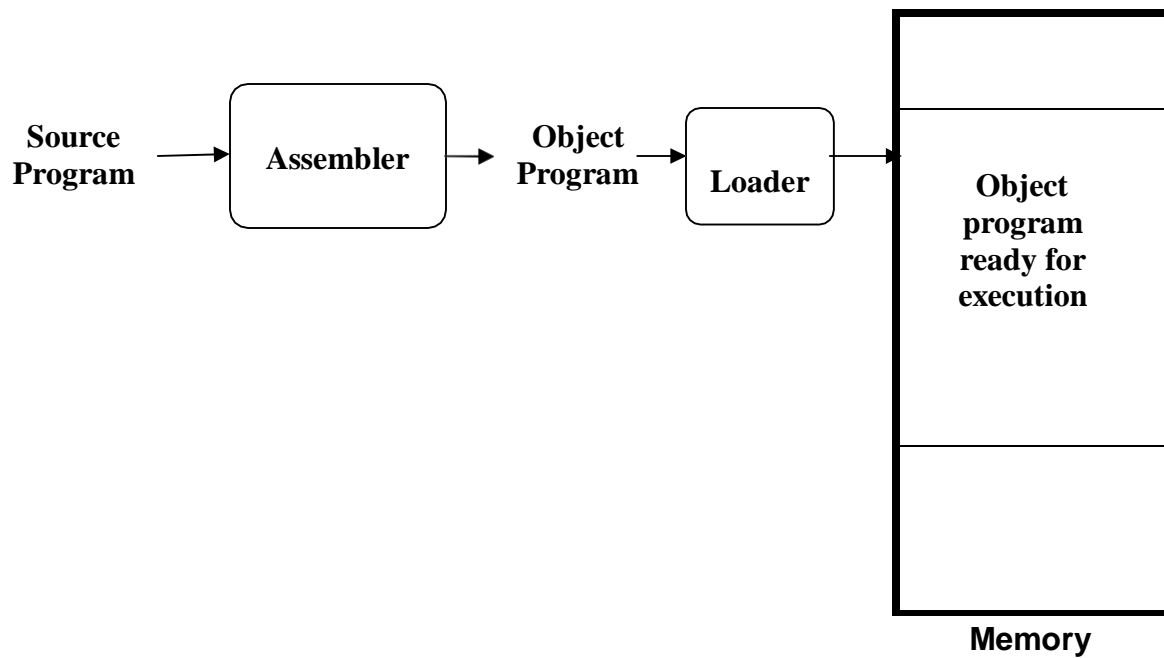 Source
Program
Assembler
Object
Program
Loader
Object
program
ready for
execution
Memory